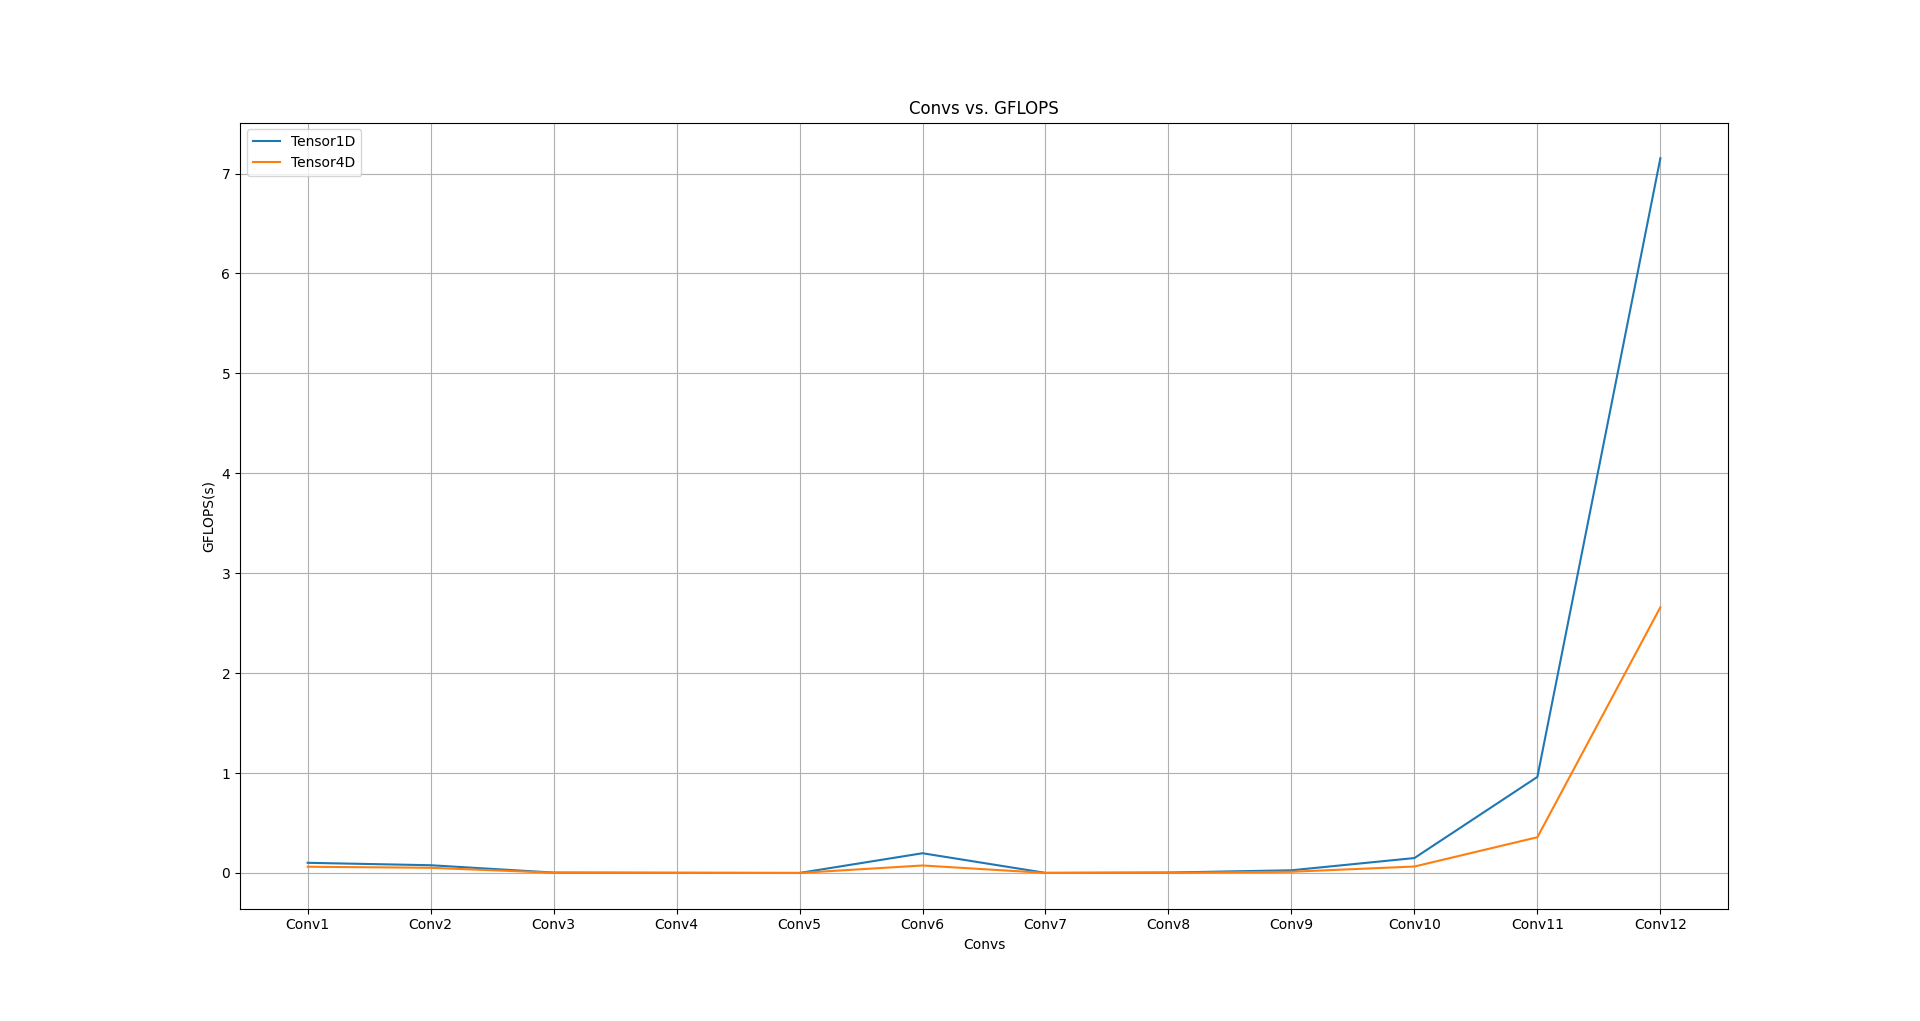 Convs vs. GFLOPS
Tensor1D
Tensor4D
7
6
5
4
3
2
1
0
GFLOPS(s)
Conv1 Conv2 Conv3 Conv4 Conv5 Conv6 Conv7 Conv8 Conv9 Conv10 Conv11 Conv12
Convs